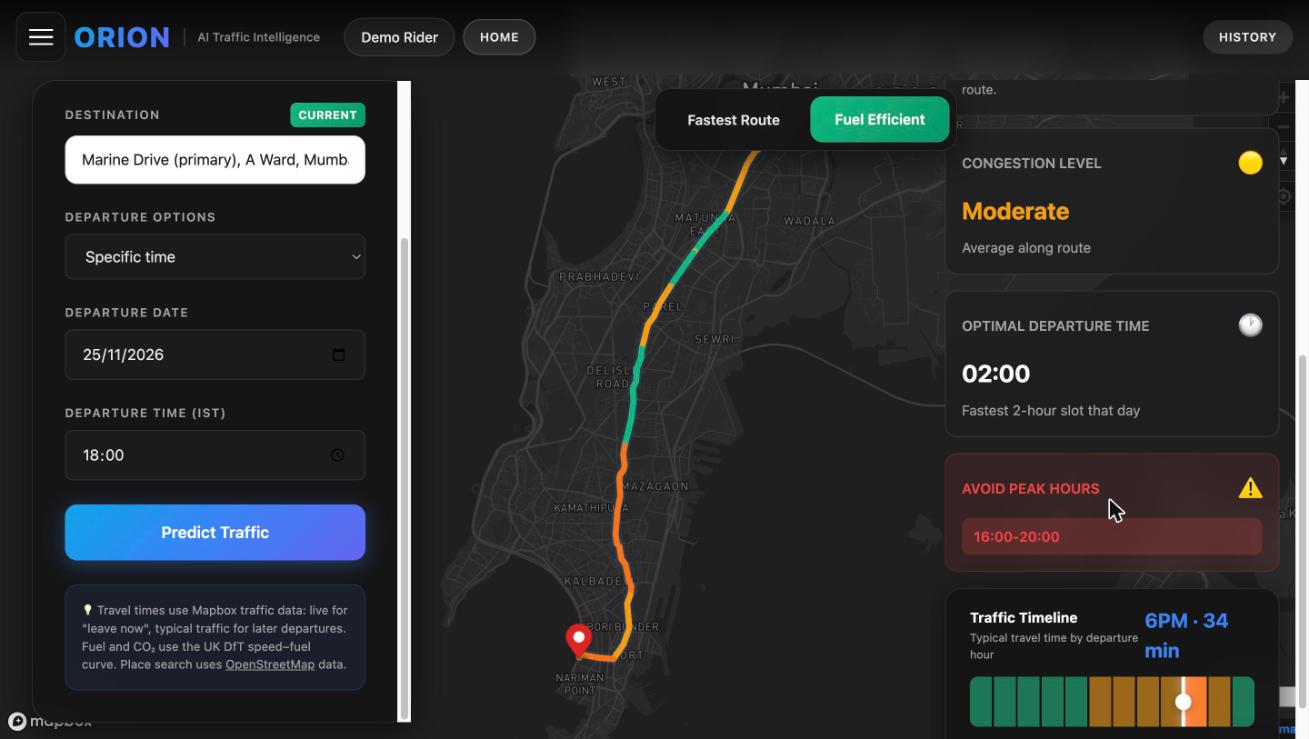 ORION
AI Traffic Intelligence
Demo Rider
HOME
HISTORY
DESTINATION
CURRENT
Marine Drive (primary), A Ward, Mumb
DEPARTURE OPTIONS
Specific time
DEPARTURE DATE
25/11/2026
DEPARTURE TIME (IST)
18:00
Predict Traffic
💡 Travel times use Mapbox traffic data: live for
"leave now", typical traffic for later departures.
Fuel and CO₂ use the UK DfT speed–fuel
curve. Place search uses OpenStreetMap data.
mapbox
WEST
Mumbai
Fastest Route
Fuel Efficient
MATUNGA
EAST
WADALA
PRABHADEVI
PAREL
SEWRI
DELISLE
ROAD
MAZAGAON
KAMATHIPURA
KALBADEVI
BORI BUNDER
FORT
NARIMAN
POINT
route.
CONGESTION LEVEL
Moderate
Average along route
OPTIMAL DEPARTURE TIME
02:00
Fastest 2-hour slot that day
AVOID PEAK HOURS
16:00-20:00
Traffic Timeline
Typical travel time by departure
hour
6PM · 34
min